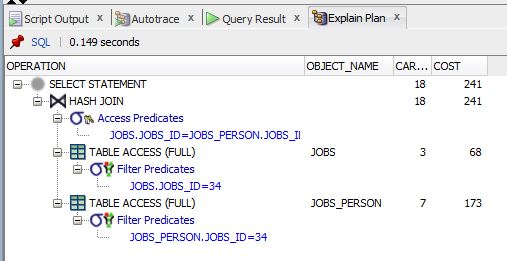 Script Output x Autotrace x Query Result x Explain Plan x
SQL | 0.149 seconds
OPERATION OBJECT_NAME CAR... COST
SELECT STATEMENT 18 241
HASH JOIN 18 241
Access Predicates
JOBS.JOBS_ID=JOBS_PERSON.JOBS_II
TABLE ACCESS (FULL) JOBS 3 68
Filter Predicates
JOBS.JOBS_ID=34
TABLE ACCESS (FULL) JOBS_PERSON 7 173
Filter Predicates
JOBS_PERSON.JOBS_ID=34